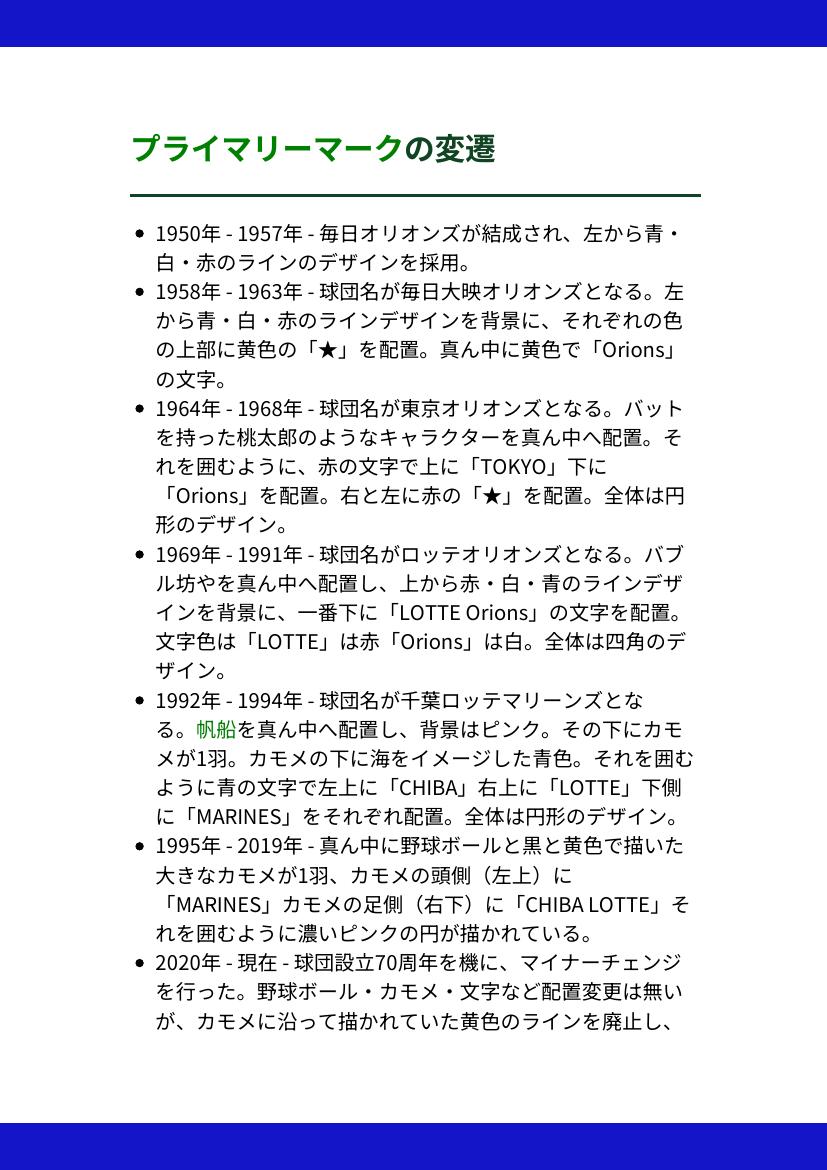 プライマリーマークの変遷
1950年 - 1957年 - 毎日オリオンズが結成され、左から青・
白・赤のラインのデザインを採用。
1958年 - 1963年 - 球団名が毎日大映オリオンズとなる。左
から青・白・赤のラインデザインを背景に、それぞれの色
の上部に黄色の「★」を配置。真ん中に黄色で「Orions」
の文字。
1964年 - 1968年 - 球団名が東京オリオンズとなる。バット
を持った桃太郎のようなキャラクターを真ん中へ配置。そ
れを囲むように、赤の文字で上に「TOKYO」下に
「Orions」を配置。右と左に赤の「★」を配置。全体は円
形のデザイン。
1969年 - 1991年 - 球団名がロッテオリオンズとなる。バブ
ル坊やを真ん中へ配置し、上から赤・白・青のラインデザ
インを背景に、一番下に「LOTTE Orions」の文字を配置。
文字色は「LOTTE」は赤「Orions」は白。全体は四角のデ
ザイン。
1992年 - 1994年 - 球団名が千葉ロッテマリーンズとな
る。帆船を真ん中へ配置し、背景はピンク。その下にカモ
メが1羽。カモメの下に海をイメージした青色。それを囲む
ように青の文字で左上に「CHIBA」右上に「LOTTE」下側
に「MARINES」をそれぞれ配置。全体は円形のデザイン。
1995年 - 2019年 - 真ん中に野球ボールと黒と黄色で描いた
大きなカモメが1羽、カモメの頭側（左上）に
「MARINES」カモメの足側（右下）に「CHIBA LOTTE」そ
れを囲むように濃いピンクの円が描かれている。
2020年 - 現在 - 球団設立70周年を機に、マイナーチェンジ
を行った。野球ボール・カモメ・文字など配置変更は無い
が、カモメに沿って描かれていた黄色のラインを廃止し、